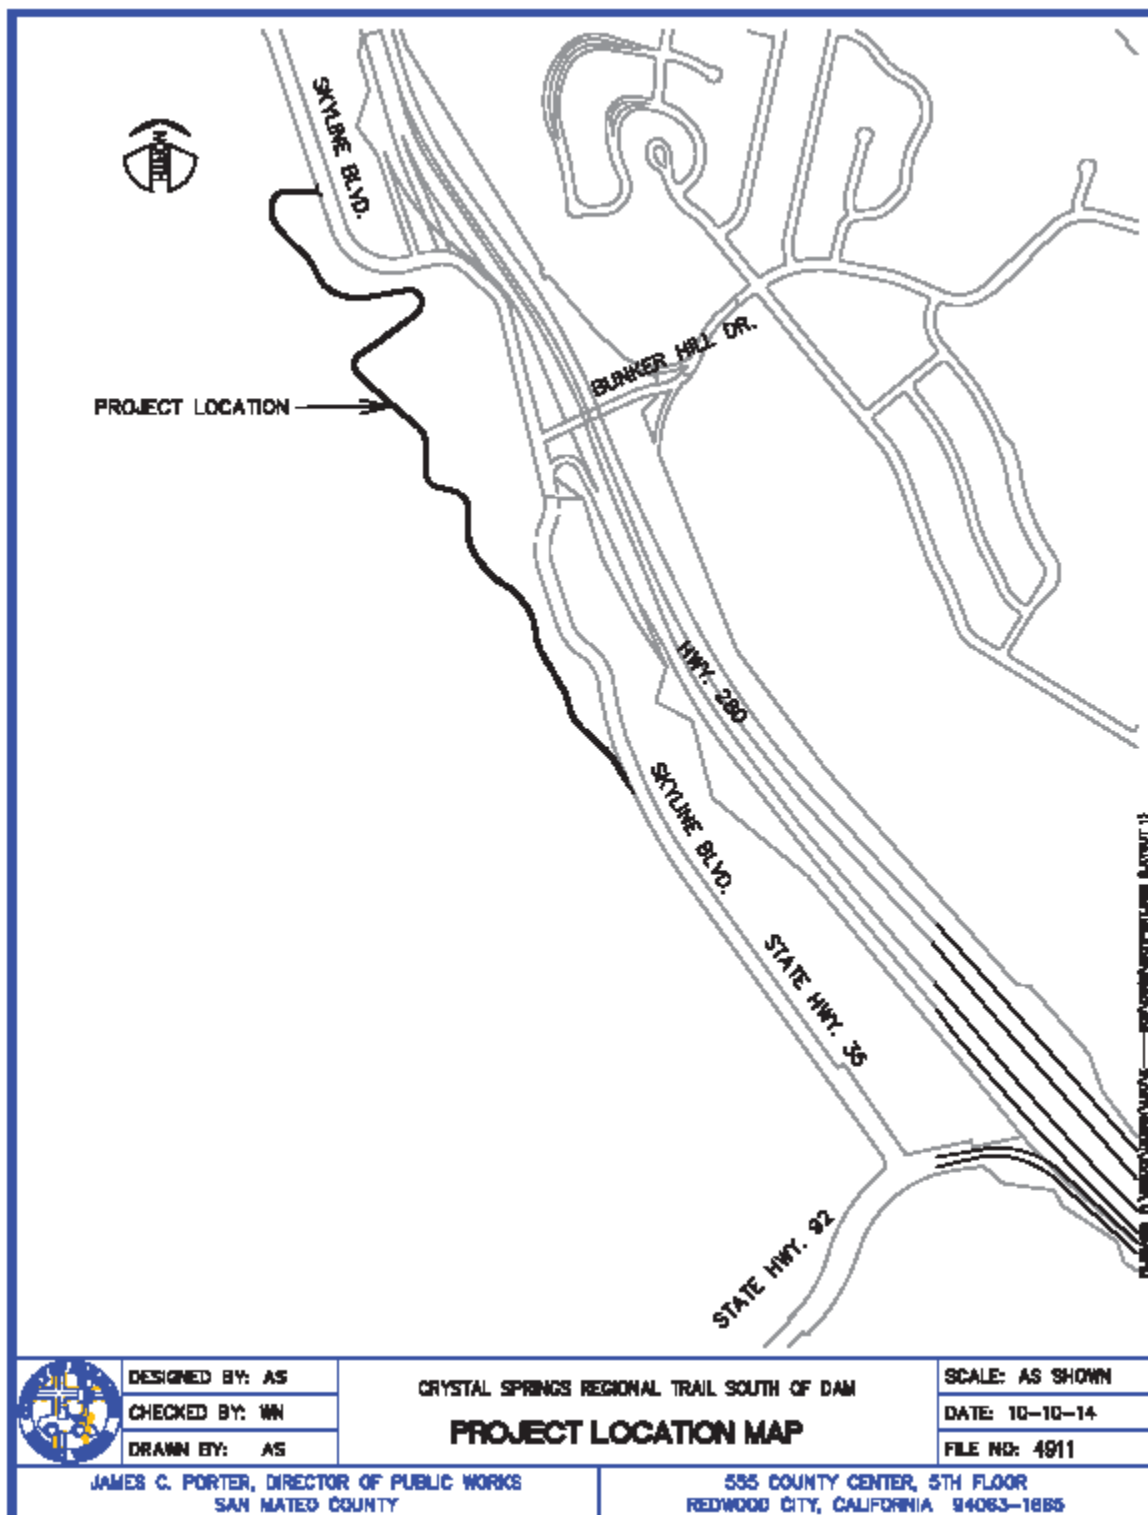 SKYLINE BLVD.
NORTH
BUNKER HILL DR.
PROJECT LOCATION
HWY. 280
SKYLINE BLVD.
STATE HWY. 35
STATE HWY. 92
DESIGNED BY: AS
CHECKED BY: WN
DRAWN BY: AS
CRYSTAL SPRINGS REGIONAL TRAIL SOUTH OF DAM
PROJECT LOCATION MAP
SCALE: AS SHOWN
DATE: 10-10-14
FILE NO: 4911
JAMES C. PORTER, DIRECTOR OF PUBLIC WORKS
SAN MATEO COUNTY
555 COUNTY CENTER, 5TH FLOOR
REDWOOD CITY, CALIFORNIA 94063-1665